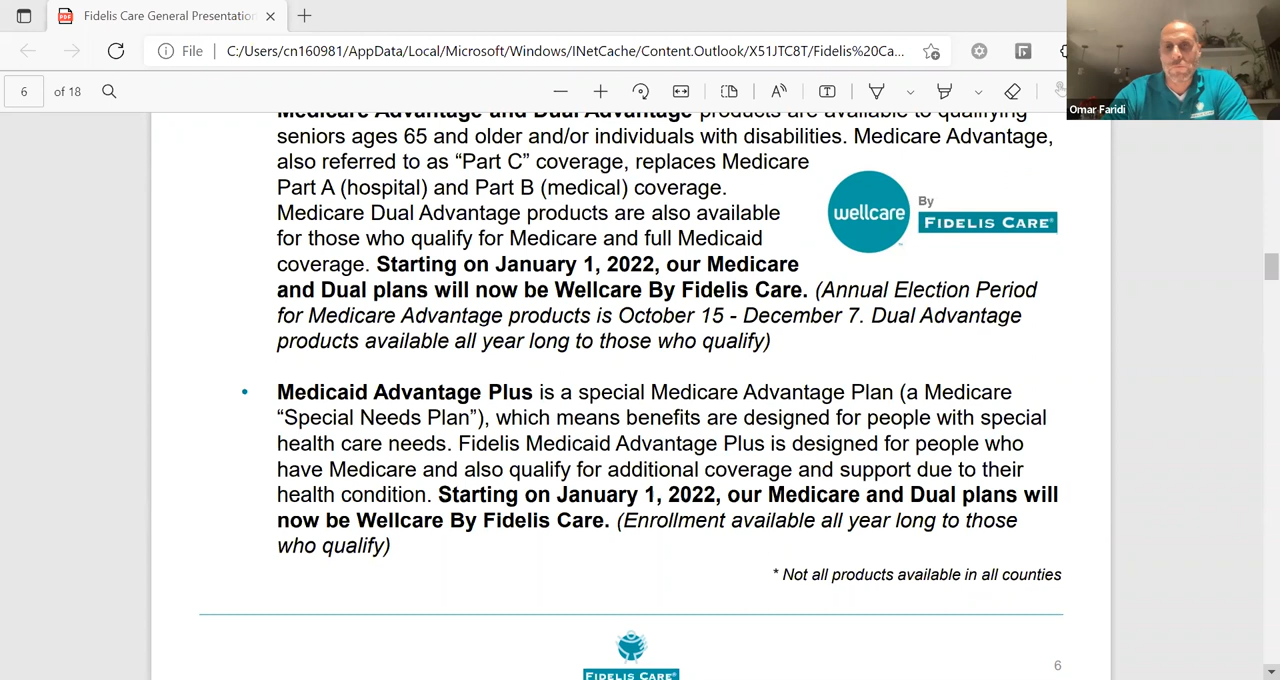 Fidelis Care General Presentation
File
C:/Users/cn160981/AppData/Local/Microsoft/Windows/INetCache/Content.Outlook/X51JTC8T/Fidelis%20Ca...
6 of 18
Omar Faridi
Medicare Advantage and Dual Advantage products are available to qualifying
seniors ages 65 and older and/or individuals with disabilities. Medicare Advantage,
also referred to as “Part C” coverage, replaces Medicare
Part A (hospital) and Part B (medical) coverage.
Medicare Dual Advantage products are also available
for those who qualify for Medicare and full Medicaid
coverage. Starting on January 1, 2022, our Medicare
and Dual plans will now be Wellcare By Fidelis Care. (Annual Election Period
for Medicare Advantage products is October 15 - December 7. Dual Advantage
products available all year long to those who qualify)
wellcare
By
FIDELIS CARE®
• Medicaid Advantage Plus is a special Medicare Advantage Plan (a Medicare
“Special Needs Plan”), which means benefits are designed for people with special
health care needs. Fidelis Medicaid Advantage Plus is designed for people who
have Medicare and also qualify for additional coverage and support due to their
health condition. Starting on January 1, 2022, our Medicare and Dual plans will
now be Wellcare By Fidelis Care. (Enrollment available all year long to those
who qualify)
* Not all products available in all counties
FIDELIS CARE®
6